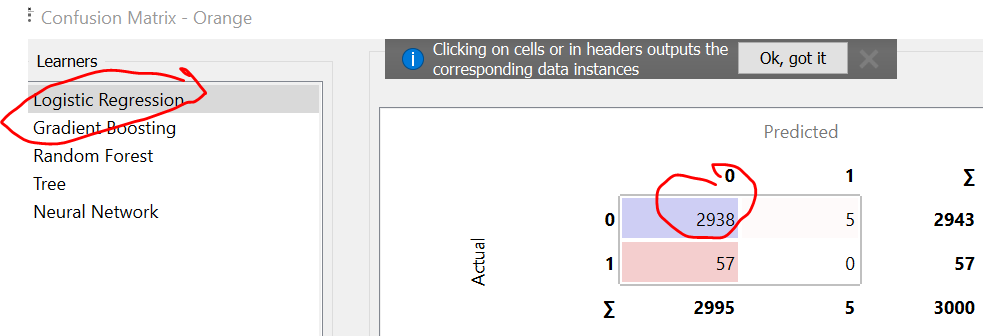 Confusion Matrix - Orange
Learners
Logistic Regression
Gradient Boosting
Random Forest
Tree
Neural Network
Clicking on cells or in headers outputs the
corresponding data instances
Ok, got it
Predicted
0 1 ∑
Actual
0 2938 5 2943
1 57 0 57
∑ 2995 5 3000